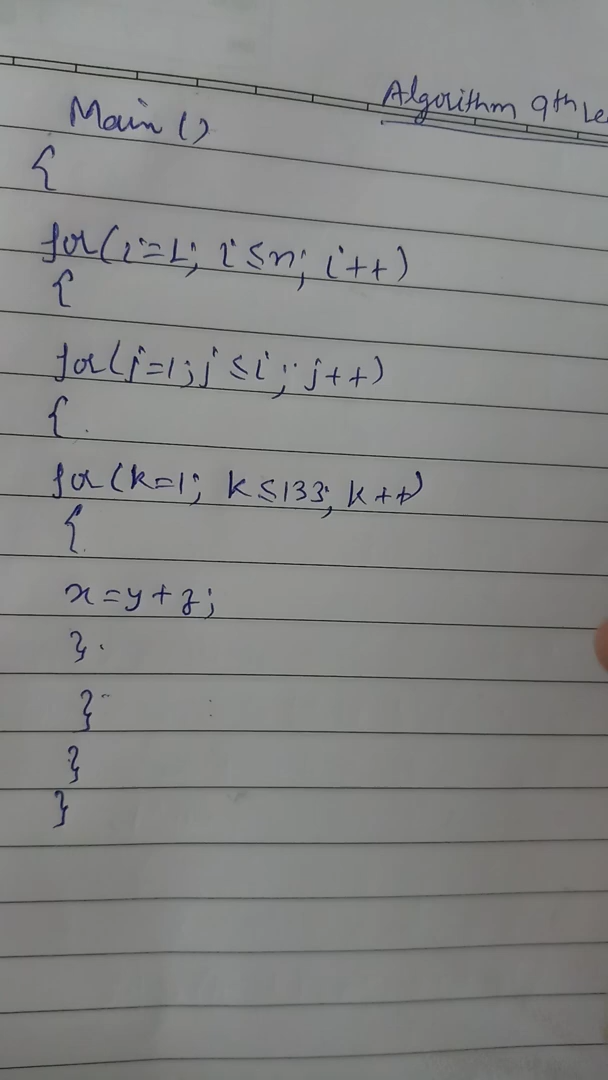 Algorithm 9th Le
Main ()
{
for(i=1; i≤n; i++)
{
for(j=1; j≤i; j++)
{
for(k=1; k≤133; k++)
{
x=y+z;
}
}
}
}